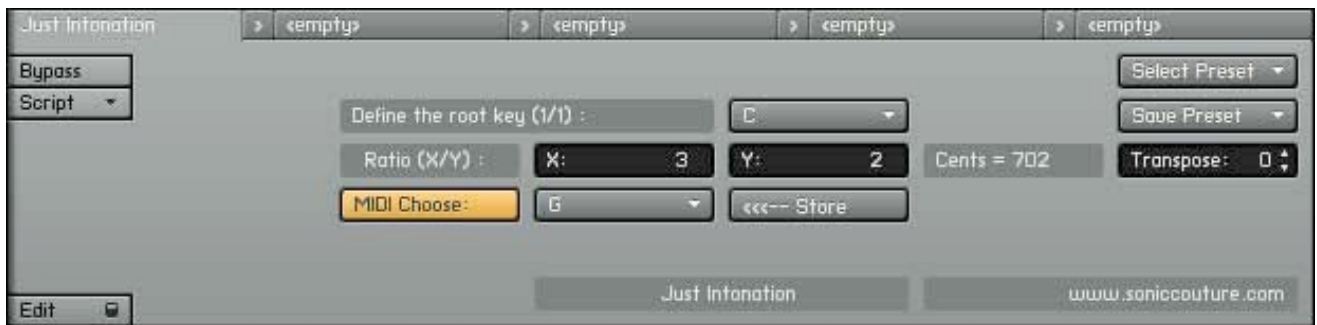 Just Intonation > <empty> > <empty> > <empty> > <empty>
Bypass Select Preset
Script Define the root key (1/1) : C Save Preset
Ratio (X/Y) : X: 3 Y: 2 Cents = 702 Transpose: 0
MIDI Choose: G <<<-- Store
Just Intonation www.soniccouture.com
Edit